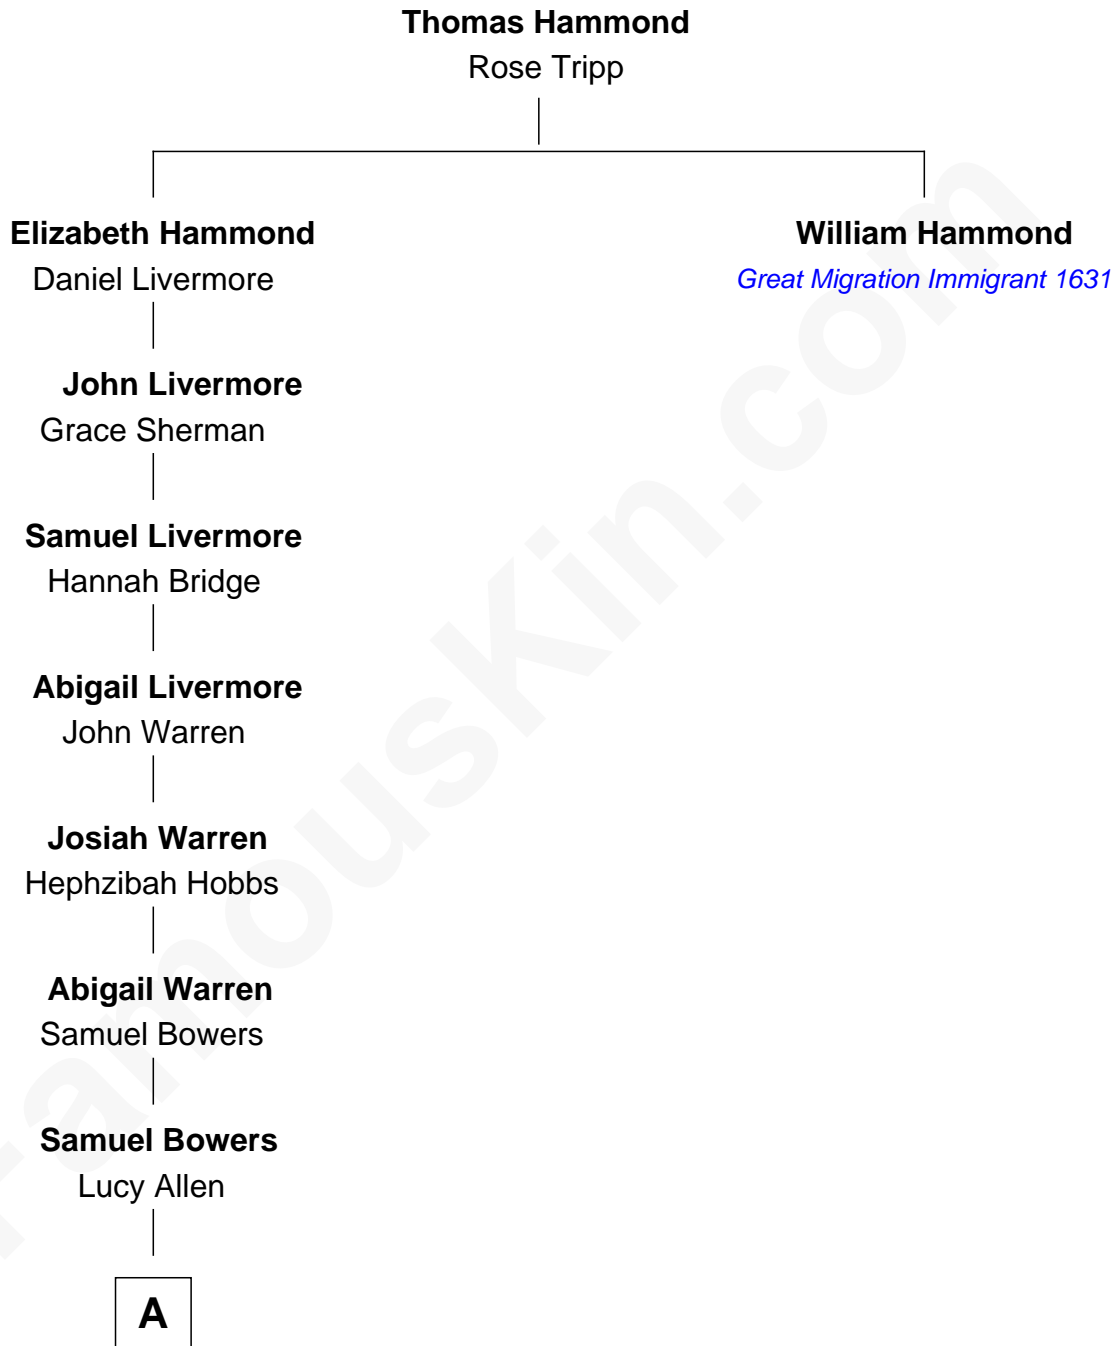 Thomas Hammond
Rose Tripp
Elizabeth Hammond
Daniel Livermore
William Hammond
Great Migration Immigrant 1631
John Livermore
Grace Sherman
Samuel Livermore
Hannah Bridge
Abigail Livermore
John Warren
Josiah Warren
Hephzibah Hobbs
Abigail Warren
Samuel Bowers
Samuel Bowers
Lucy Allen
A
FamousKin.com